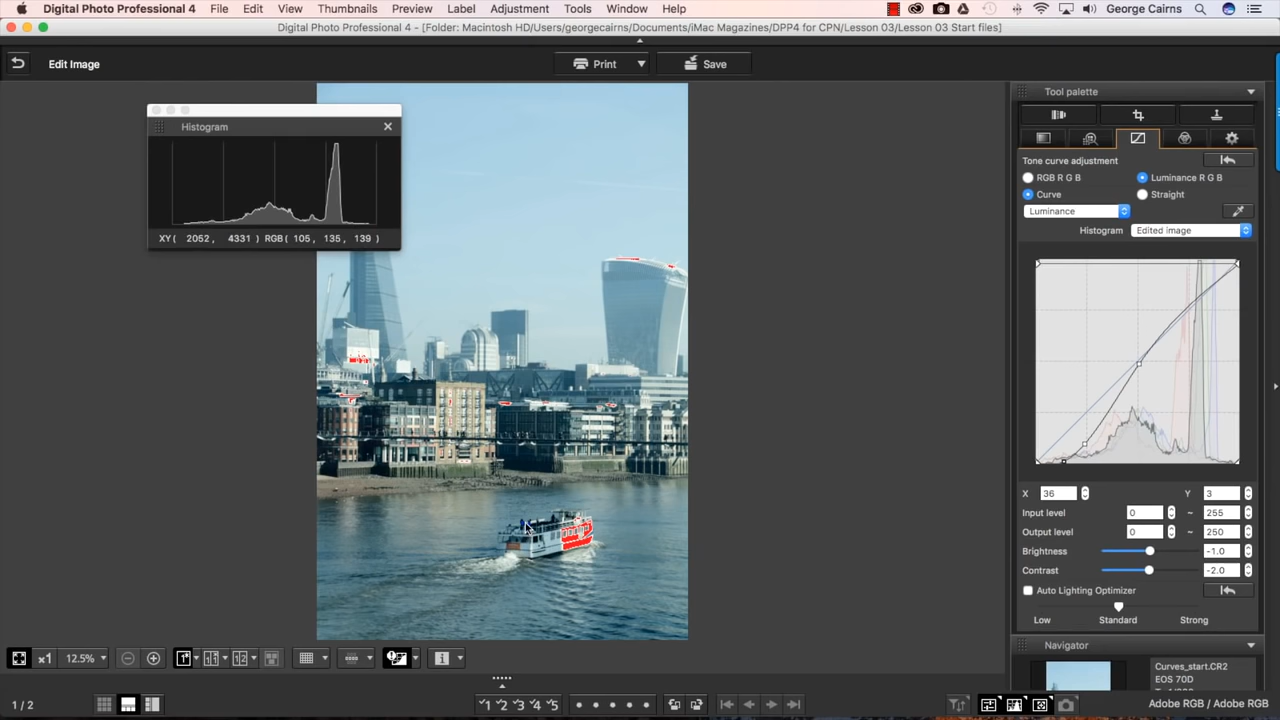 Digital Photo Professional 4 File Edit View Thumbnails Preview Label Adjustment Tools Window Help George Cairns
Digital Photo Professional 4 - [Folder: Macintosh HD/Users/georgecairns/Documents/iMac Magazines/DPP4 for CPN/Lesson 03/Lesson 03 Start files]
Edit Image Print Save
Tool palette
Histogram
XY( 2052, 4331 ) RGB( 105, 135, 139 )
Tone curve adjustment
RGB R G B Luminance R G B
Curve Straight
Luminance
Histogram Edited image
X 36 Y 3
Input level 0 ~ 255
Output level 0 ~ 250
Brightness -1.0
Contrast -2.0
Auto Lighting Optimizer
Low Standard Strong
Navigator
x1 12.5%
Curves_start.CR2
EOS 70D
1 / 2 1 2 3 4 5 Adobe RGB / Adobe RGB